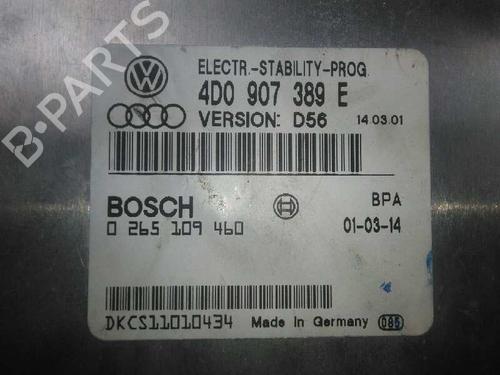 B-PARTS
ELECTR.-STABILITY-PROG.
4D0 907 389 E
VERSION: D56 14.03.01
BOSCH BPA
0 265 109 460 01-03-14
DKCS11010434 Made in Germany 085